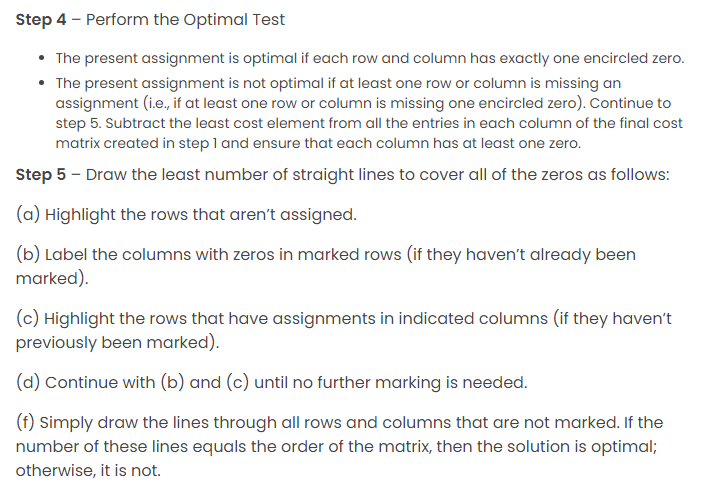 Step 4 – Perform the Optimal Test
• The present assignment is optimal if each row and column has exactly one encircled zero.
• The present assignment is not optimal if at least one row or column is missing an
assignment (i.e., if at least one row or column is missing one encircled zero). Continue to
step 5. Subtract the least cost element from all the entries in each column of the final cost
matrix created in step 1 and ensure that each column has at least one zero.
Step 5 – Draw the least number of straight lines to cover all of the zeros as follows:
(a) Highlight the rows that aren’t assigned.
(b) Label the columns with zeros in marked rows (if they haven’t already been
marked).
(c) Highlight the rows that have assignments in indicated columns (if they haven’t
previously been marked).
(d) Continue with (b) and (c) until no further marking is needed.
(f) Simply draw the lines through all rows and columns that are not marked. If the
number of these lines equals the order of the matrix, then the solution is optimal;
otherwise, it is not.